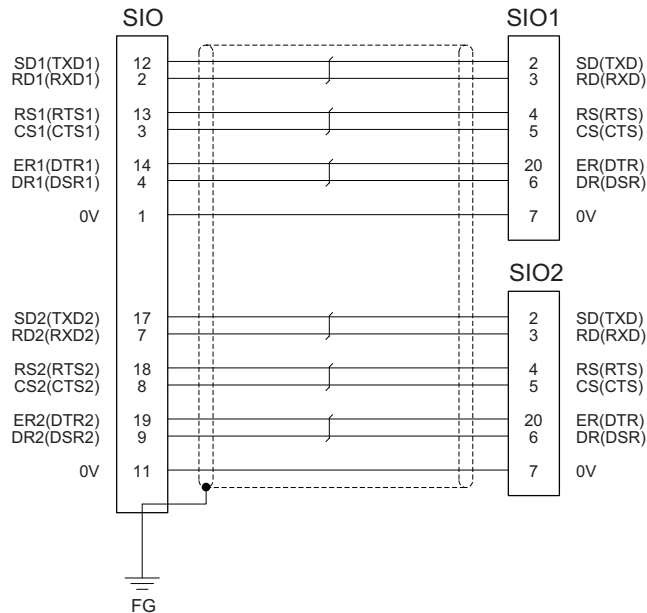 SIO SIO1
SD1(TXD1) 12 2 SD(TXD)
RD1(RXD1) 2 3 RD(RXD)
RS1(RTS1) 13 4 RS(RTS)
CS1(CTS1) 3 5 CS(CTS)
ER1(DTR1) 14 20 ER(DTR)
DR1(DSR1) 4 6 DR(DSR)
0V 1 7 0V
SIO2
SD2(TXD2) 17 2 SD(TXD)
RD2(RXD2) 7 3 RD(RXD)
RS2(RTS2) 18 4 RS(RTS)
CS2(CTS2) 8 5 CS(CTS)
ER2(DTR2) 19 20 ER(DTR)
DR2(DSR2) 9 6 DR(DSR)
0V 11 7 0V
FG